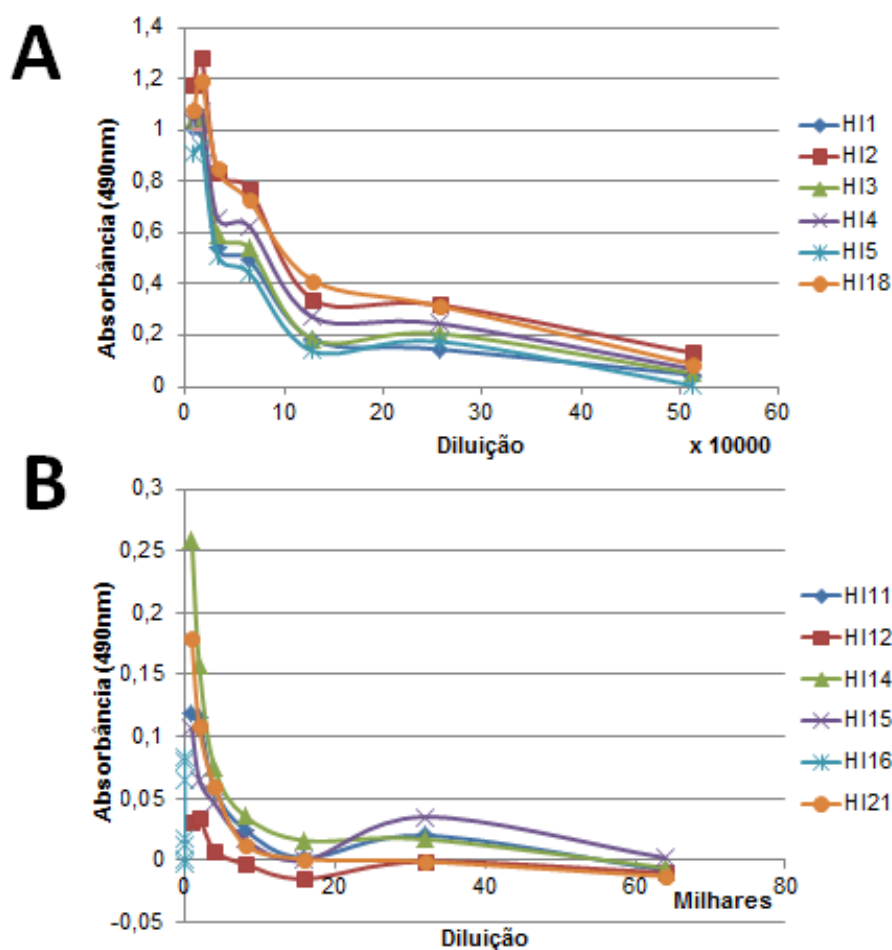 A
Absorbância (490nm)
1,4
1,2
1
0,8
0,6
0,4
0,2
0
0 10 20 30 40 50 60
Diluição
x 10000
HI1
HI2
HI3
HI4
HI5
HI18
B
Absorbância (490nm)
0,3
0,25
0,2
0,15
0,1
0,05
0
-0,05
0 20 40 60 80
Milhares
Diluição
HI11
HI12
HI14
HI15
HI16
HI21